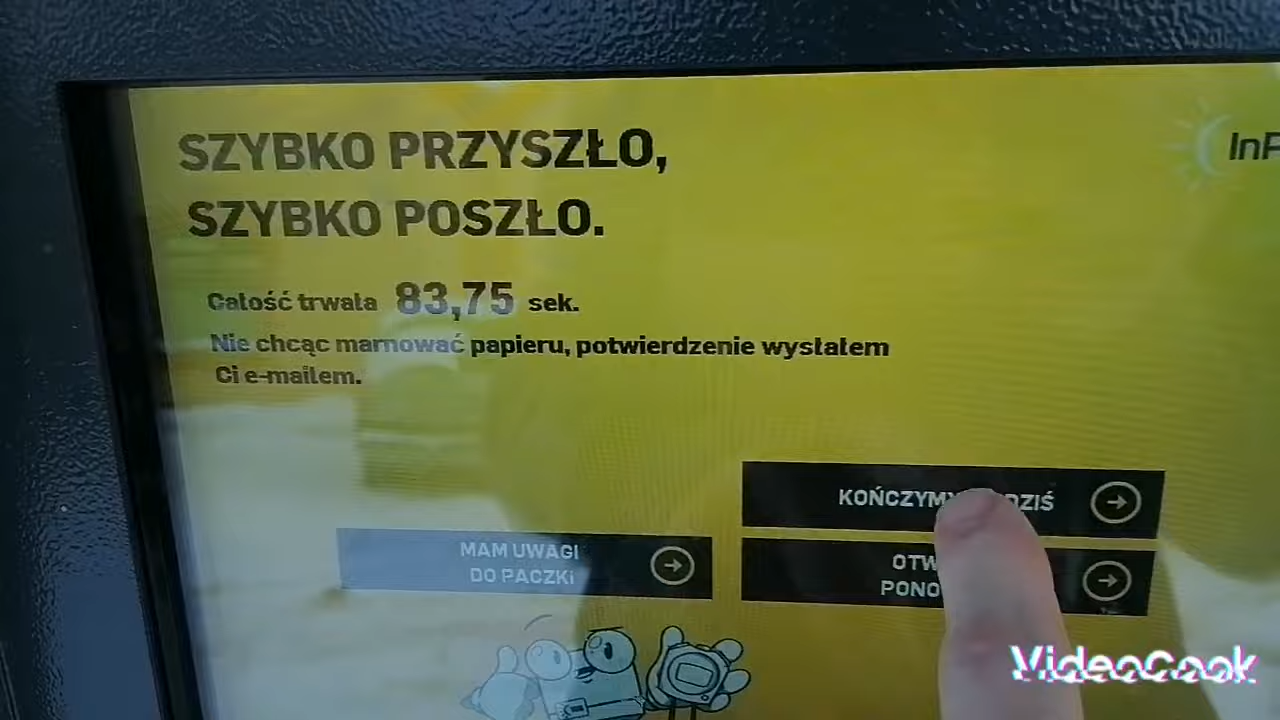 SZYBKO PRZYSZŁO,
SZYBKO POSZŁO.
InP
Całość trwała 83,75 sek.
Nie chcąc marnować papieru, potwierdzenie wysłałem
Ci e-mailem.
KOŃCZYMY DZIŚ
MAM UWAGI
DO PACZKI
OTW
PONO
VideoCook